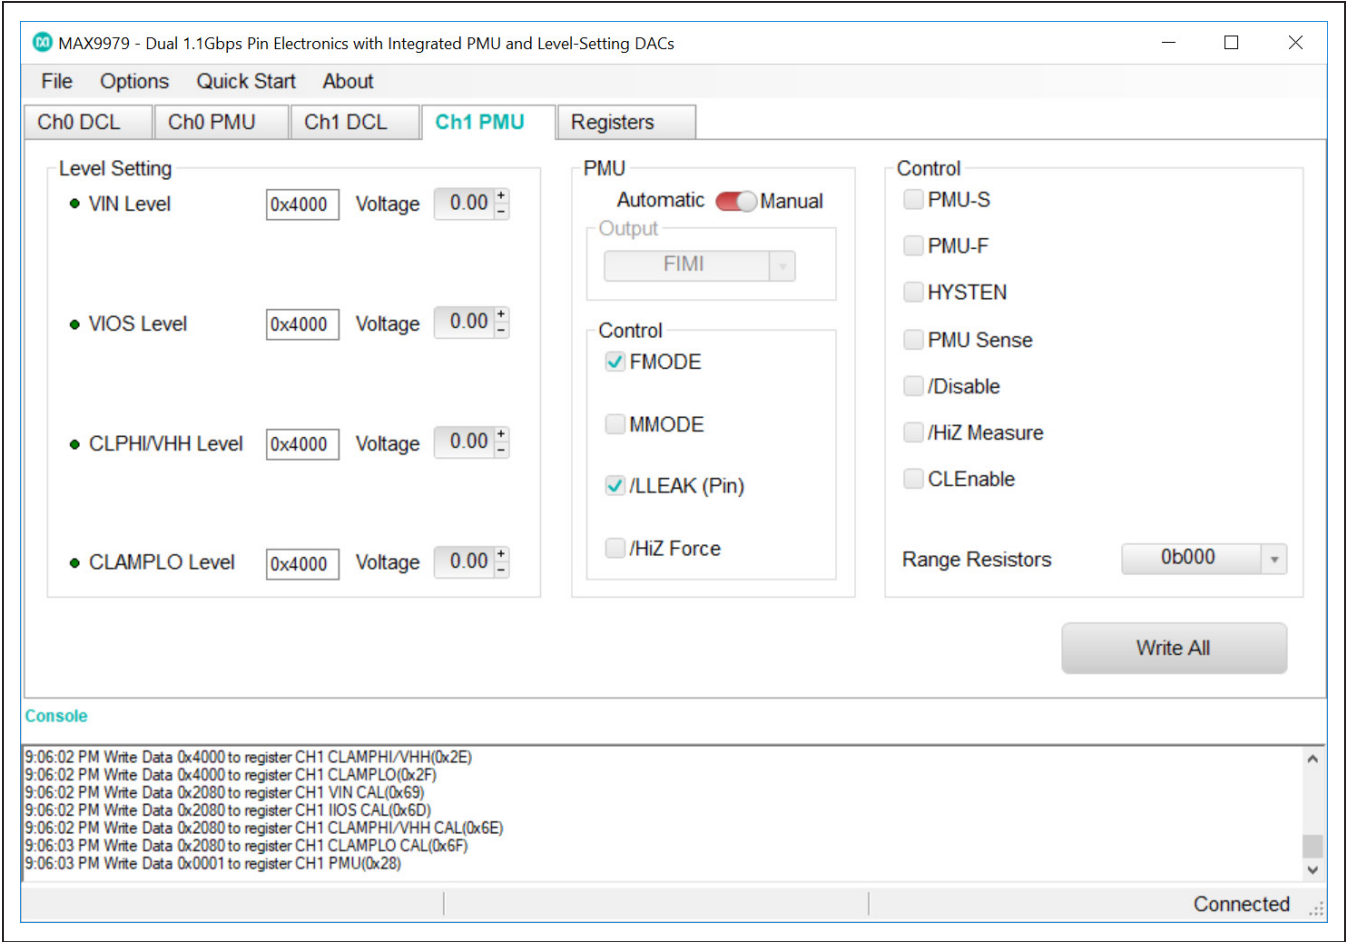 MAX9979 - Dual 1.1Gbps Pin Electronics with Integrated PMU and Level-Setting DACs
File Options Quick Start About
Ch0 DCL Ch0 PMU Ch1 DCL Ch1 PMU Registers
Level Setting
VIN Level 0x4000 Voltage 0.00
VIOS Level 0x4000 Voltage 0.00
CLPHI/VHH Level 0x4000 Voltage 0.00
CLAMPLO Level 0x4000 Voltage 0.00
PMU
Automatic Manual
Output
FIMI
Control
FMODE
MMODE
/LLEAK (Pin)
/HiZ Force
Control
PMU-S
PMU-F
HYSTEN
PMU Sense
/Disable
/HiZ Measure
CLEnable
Range Resistors 0b000
Write All
Console
9:06:02 PM Write Data 0x4000 to register CH1 CLAMPHI/VHH(0x2E)
9:06:02 PM Write Data 0x4000 to register CH1 CLAMPLO(0x2F)
9:06:02 PM Write Data 0x2080 to register CH1 VIN CAL(0x69)
9:06:02 PM Write Data 0x2080 to register CH1 IIOS CAL(0x6D)
9:06:02 PM Write Data 0x2080 to register CH1 CLAMPHI/VHH CAL(0x6E)
9:06:03 PM Write Data 0x2080 to register CH1 CLAMPLO CAL(0x6F)
9:06:03 PM Write Data 0x0001 to register CH1 PMU(0x28)
Connected